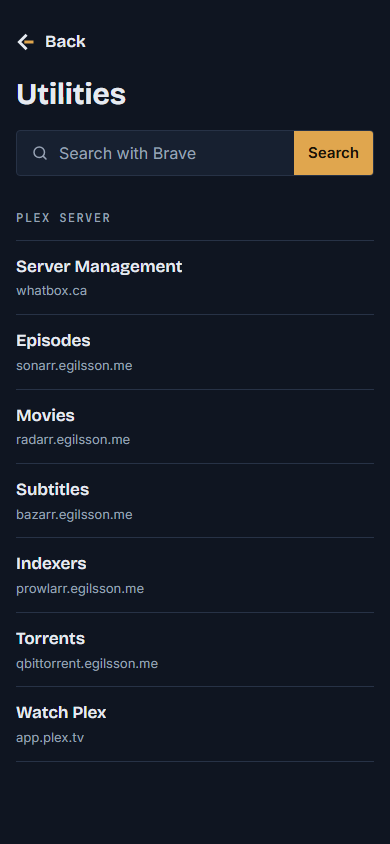 Back
Utilities
Search with Brave
Search
PLEX SERVER
Server Management
whatbox.ca
Episodes
sonarr.egilsson.me
Movies
radarr.egilsson.me
Subtitles
bazarr.egilsson.me
Indexers
prowlarr.egilsson.me
Torrents
qbittorrent.egilsson.me
Watch Plex
app.plex.tv